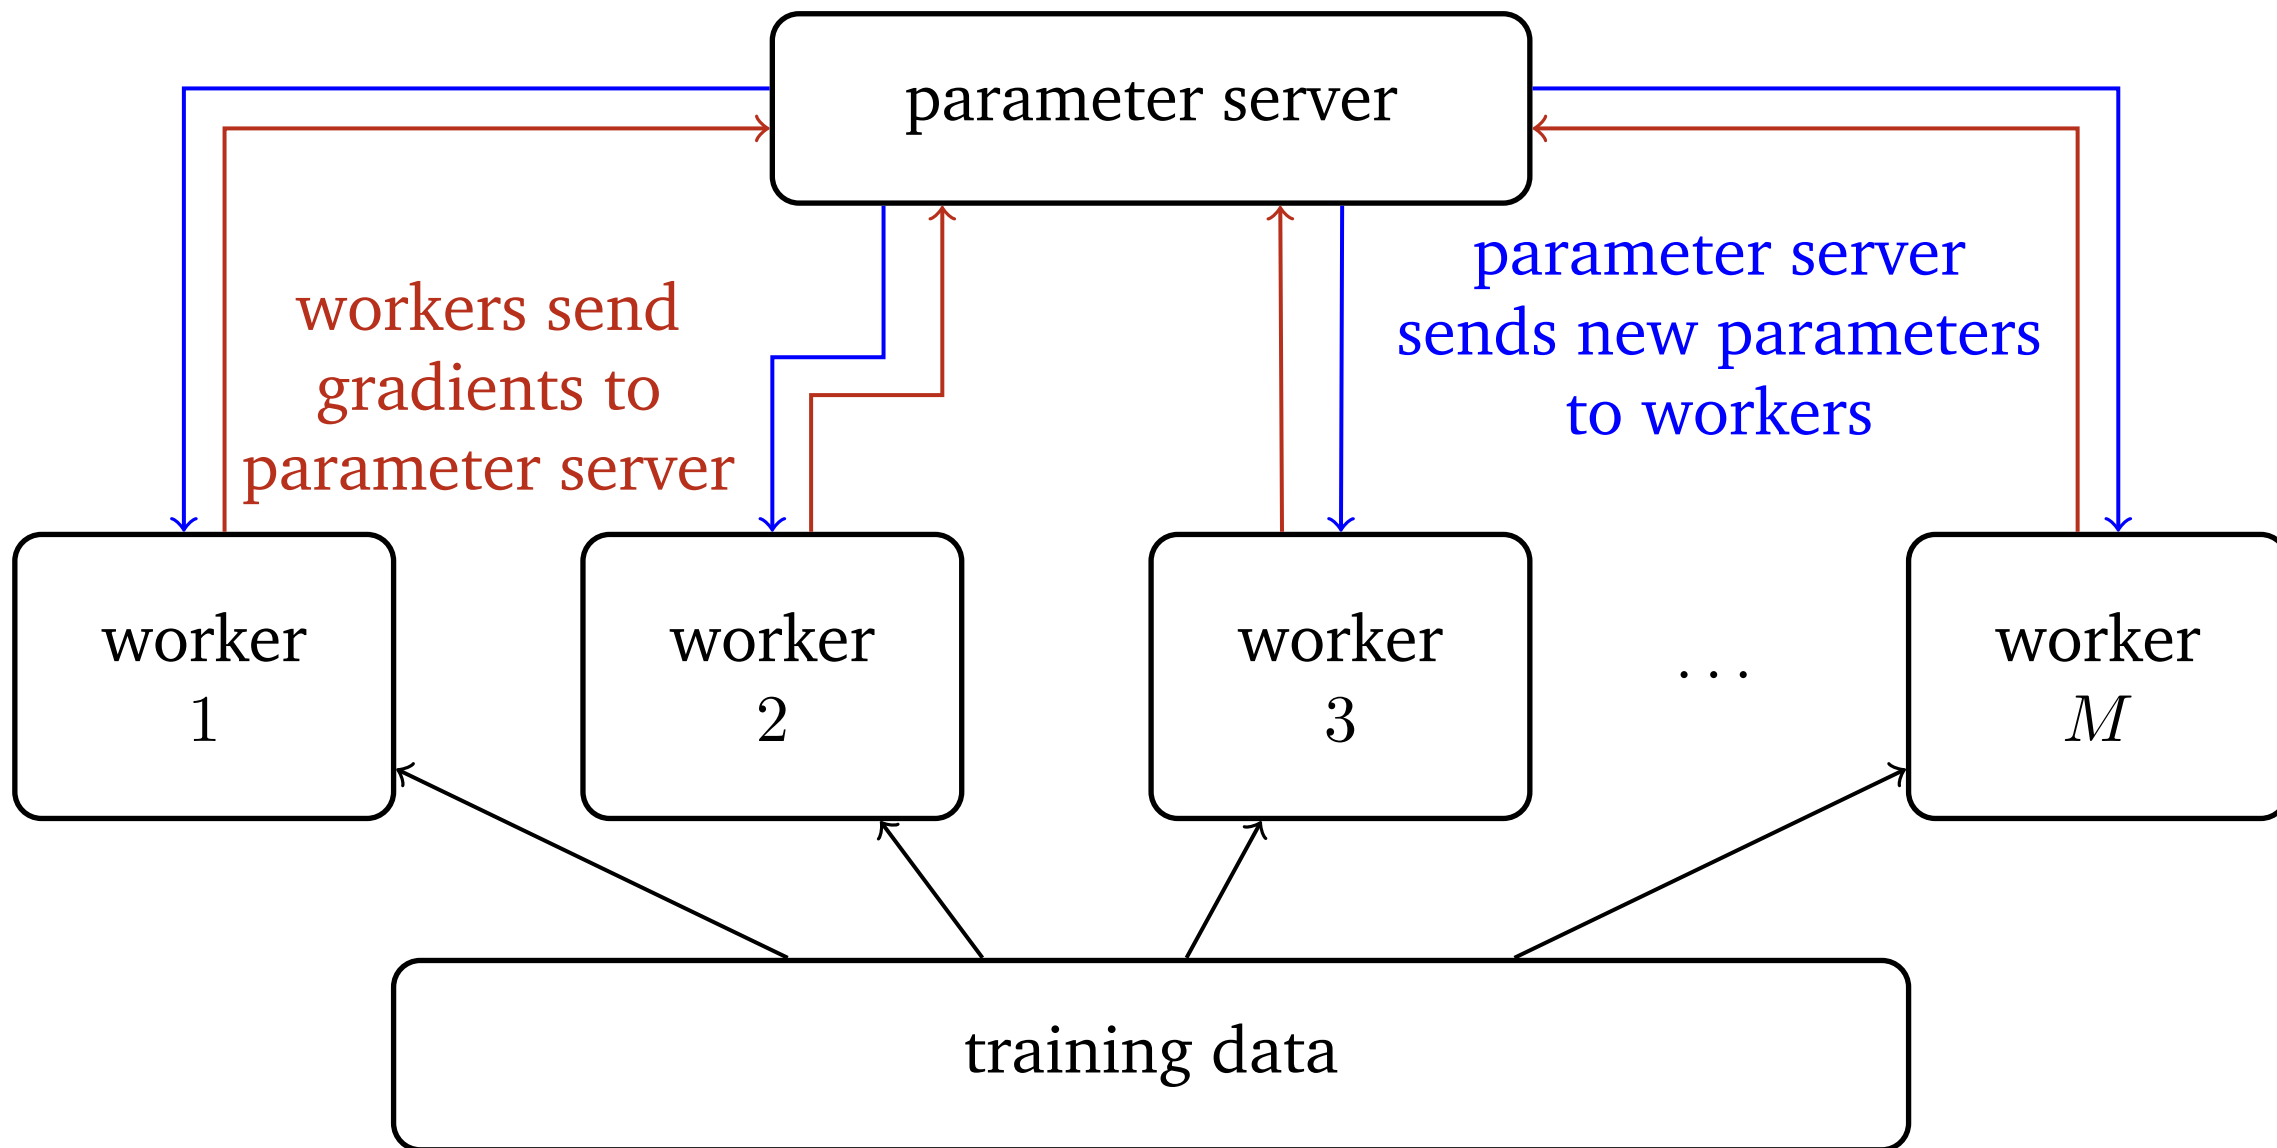 parameter server
parameter server
sends new parameters
to workers
workers send
gradients to
parameter server
worker
1
worker
2
worker
3
. . .
worker
M
training data